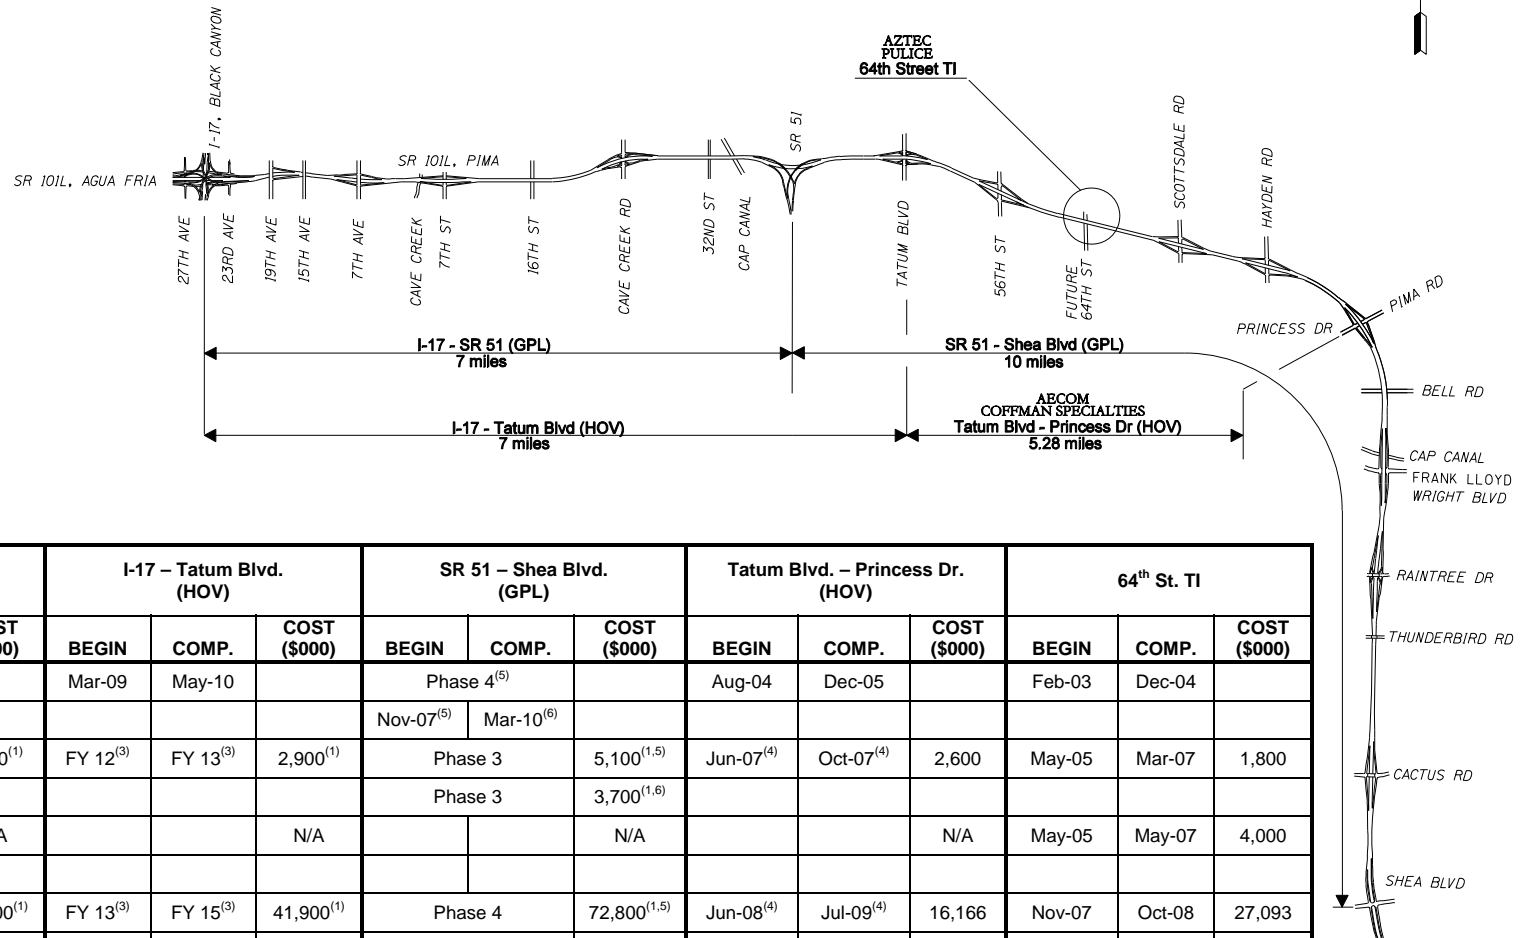 AZTEC
PULICE
64th Street TI
I-17, BLACK CANYON
SR 51
SCOTTSDALE RD
HAYDEN RD
SR 101L, PIMA
SR 101L, AGUA FRIA
27TH AVE
23RD AVE
19TH AVE
15TH AVE
7TH AVE
CAVE CREEK
7TH ST
16TH ST
CAVE CREEK RD
32ND ST
CAP CANAL
TATUM BLVD
56TH ST
FUTURE
64TH ST
PIMA RD
PRINCESS DR
I-17 - SR 51 (GPL)
7 miles
SR 51 - Shea Blvd (GPL)
10 miles
BELL RD
AECOM
COFFMAN SPECIALTIES
I-17 - Tatum Blvd (HOV)
7 miles
Tatum Blvd - Princess Dr (HOV)
5.28 miles
CAP CANAL
FRANK LLOYD
WRIGHT BLVD
RAINTREE DR
THUNDERBIRD RD
CACTUS RD
SHEA BLVD
I-17 – Tatum Blvd. (HOV) SR 51 – Shea Blvd. (GPL) Tatum Blvd. – Princess Dr. (HOV) 64th St. TI
BEGIN COMP. COST ($000) BEGIN COMP. COST ($000) BEGIN COMP. COST ($000) BEGIN COMP. COST ($000)
Mar-09 May-10 Phase 4(5) Aug-04 Dec-05 Feb-03 Dec-04
Nov-07(5) Mar-10(6)
FY 12(3) FY 13(3) 2,900(1) Phase 3 5,100(1,5) Jun-07(4) Oct-07(4) 2,600 May-05 Mar-07 1,800
Phase 3 3,700(1,6)
N/A N/A N/A May-05 May-07 4,000
FY 13(3) FY 15(3) 41,900(1) Phase 4 72,800(1,5) Jun-08(4) Jul-09(4) 16,166 Nov-07 Oct-08 27,093